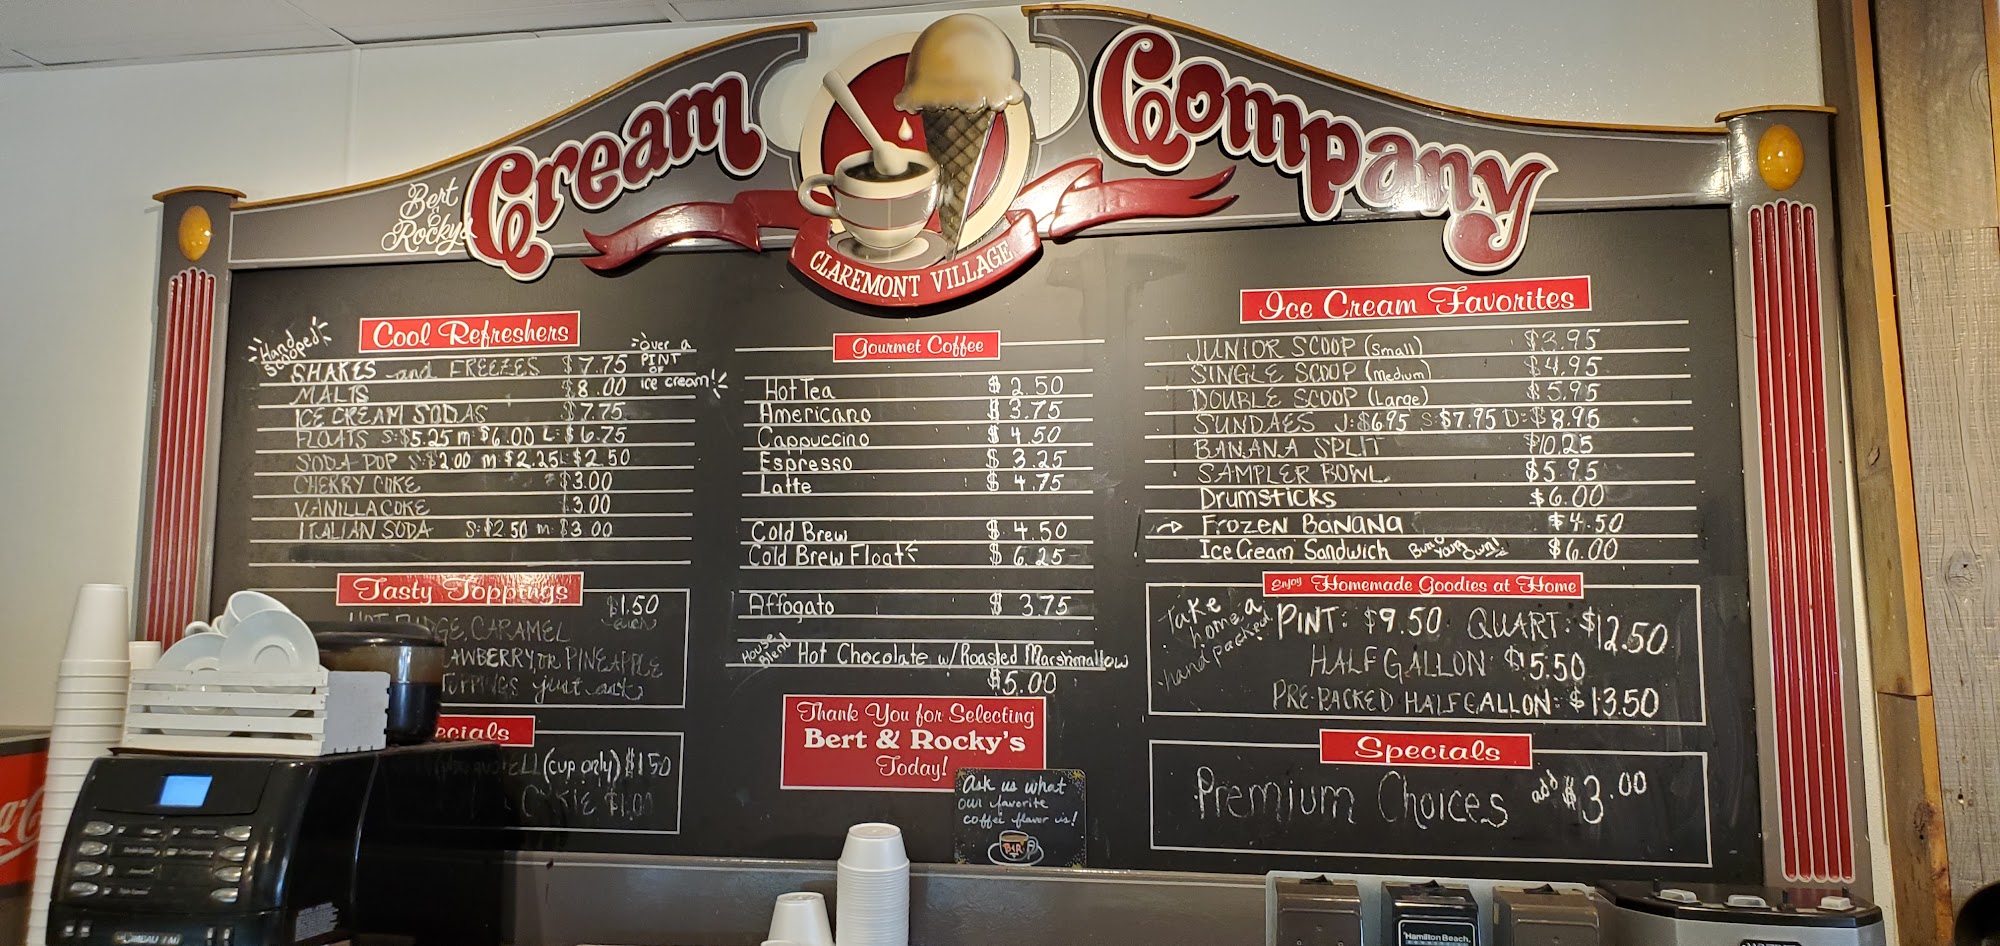 Bert & Rocky's
Cream Company
CLAREMONT VILLAGE
Cool Refreshers
Handscooped!
over a
PINT
OF
ice cream!
SHAKES and FREEZES $7.75
MALTS $8.00
ICE CREAM SODAS $7.75
FLOATS S:$5.25 m:$6.00 L:$6.75
SODA POP S:$2.00 m:$2.25 L:$2.50
CHERRY COKE $3.00
VANILLA COKE $3.00
ITALIAN SODA S:$2.50 m:$3.00
Tasty Toppings
$1.50
each
CARAMEL
OR PINEAPPLE
TOPPINGS just ask
(cup only) $1.50
$1.00
Gourmet Coffee
Hot Tea $2.50
Americano $3.75
Cappuccino $4.50
Espresso $3.25
Latte $4.75
Cold Brew $4.50
Cold Brew Float $6.25
Affogato $3.75
House Blend
Hot Chocolate w/Roasted Marshmallow
$5.00
Thank You for Selecting
Bert & Rocky's
Today!
Ask us what
our favorite
coffee flavor is!
B&R
Ice Cream Favorites
JUNIOR SCOOP (Small) $3.95
SINGLE SCOOP (Medium) $4.95
DOUBLE SCOOP (Large) $5.95
SUNDAES J:$6.95 S:$7.95 D:$8.95
BANANA SPLIT $10.25
SAMPLER BOWL $5.95
Drumsticks $6.00
Frozen Banana $4.50
Ice Cream Sandwich Build Your Own! $6.00
Enjoy Homemade Goodies at Home
Take home a handpacked
PINT: $9.50 QUART: $12.50
HALF GALLON: $15.50
PRE-PACKED HALF GALLON: $13.50
Specials
Premium Choices add $3.00
Hamilton Beach